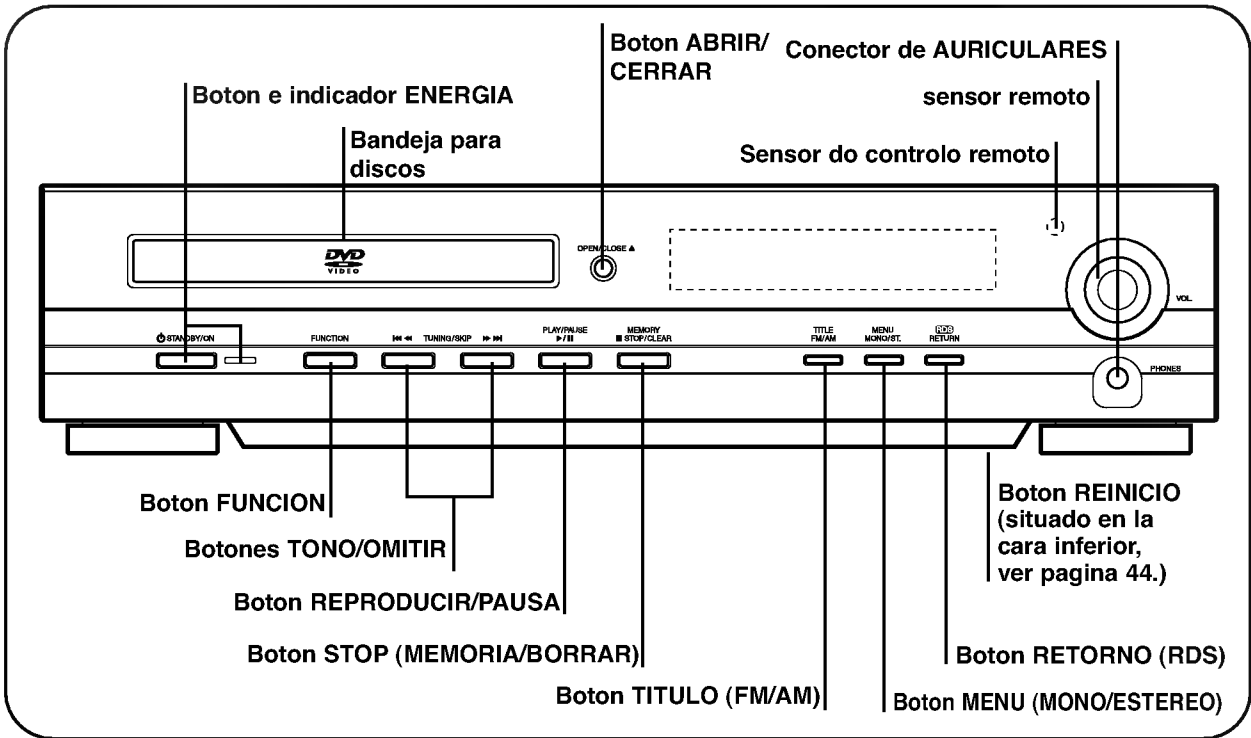 Boton ABRIR/
CERRAR
Conector de AURICULARES
Boton e indicador ENERGIA
sensor remoto
Bandeja para
discos
Sensor do controlo remoto
DVD
VIDEO
OPEN/CLOSE ▲
VOL.
⏻ STANDBY/ON
FUNCTION
⏮ ◀◀ TUNING/SKIP ▶▶ ⏭
PLAY/PAUSE
▶/❙❙
MEMORY
■ STOP/CLEAR
TITLE
FM/AM
MENU
MONO/ST.
RDS
RETURN
PHONES
Boton FUNCION
Botones TONO/OMITIR
Boton REPRODUCIR/PAUSA
Boton STOP (MEMORIA/BORRAR)
Boton TITULO (FM/AM)
Boton REINICIO
(situado en la
cara inferior,
ver pagina 44.)
Boton RETORNO (RDS)
Boton MENU (MONO/ESTEREO)